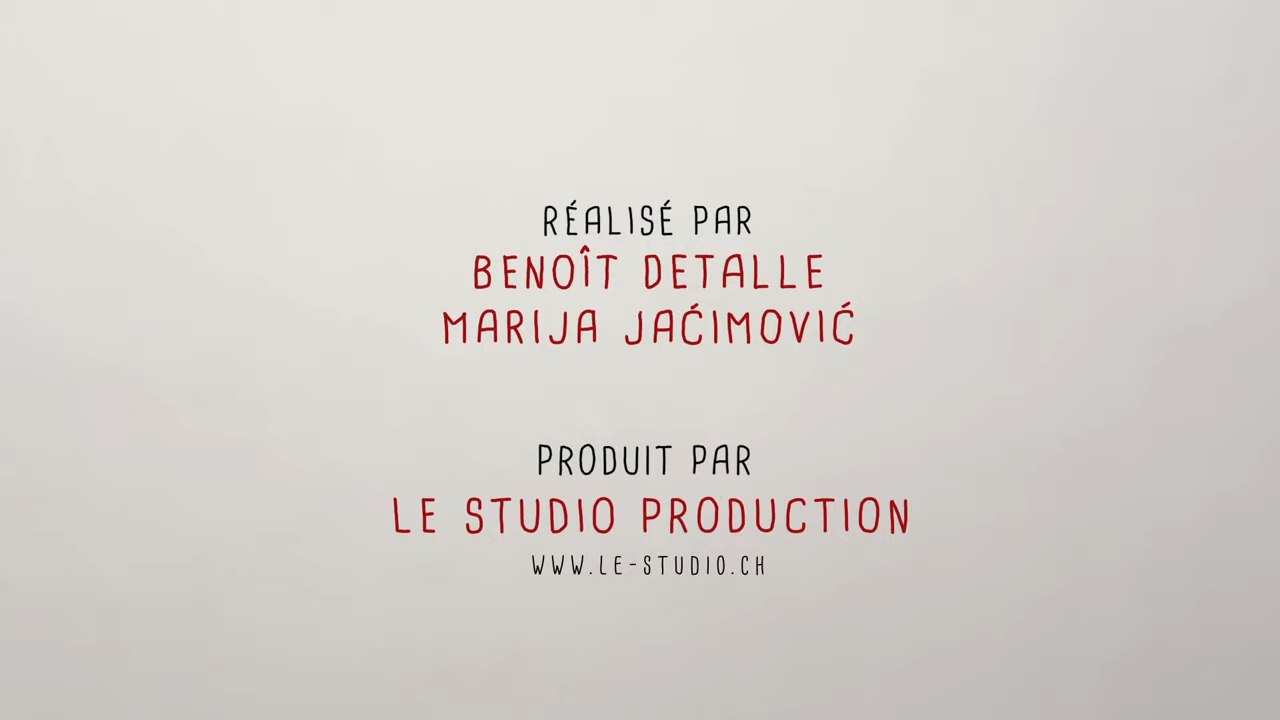 RÉALISÉ PAR
BENOÎT DETALLE
MARIJA JAĆIMOVIĆ
PRODUIT PAR
LE STUDIO PRODUCTION
WWW.LE-STUDIO.CH